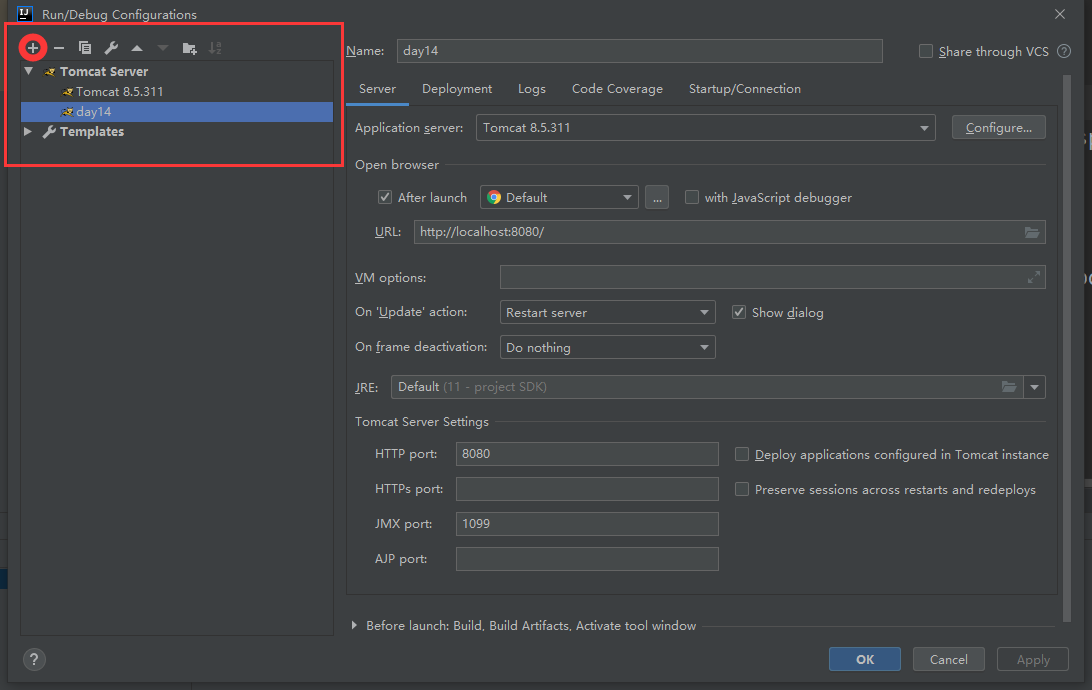 Run/Debug Configurations
Name: day14 Share through VCS ?
Tomcat Server
Tomcat 8.5.311
day14
Templates
Server Deployment Logs Code Coverage Startup/Connection
Application server: Tomcat 8.5.311 Configure...
Open browser
After launch Default ... with JavaScript debugger
URL: http://localhost:8080/
VM options:
On 'Update' action: Restart server Show dialog
On frame deactivation: Do nothing
JRE: Default (11 - project SDK)
Tomcat Server Settings
HTTP port: 8080 Deploy applications configured in Tomcat instance
HTTPs port: Preserve sessions across restarts and redeploys
JMX port: 1099
AJP port:
Before launch: Build, Build Artifacts, Activate tool window
? OK Cancel Apply